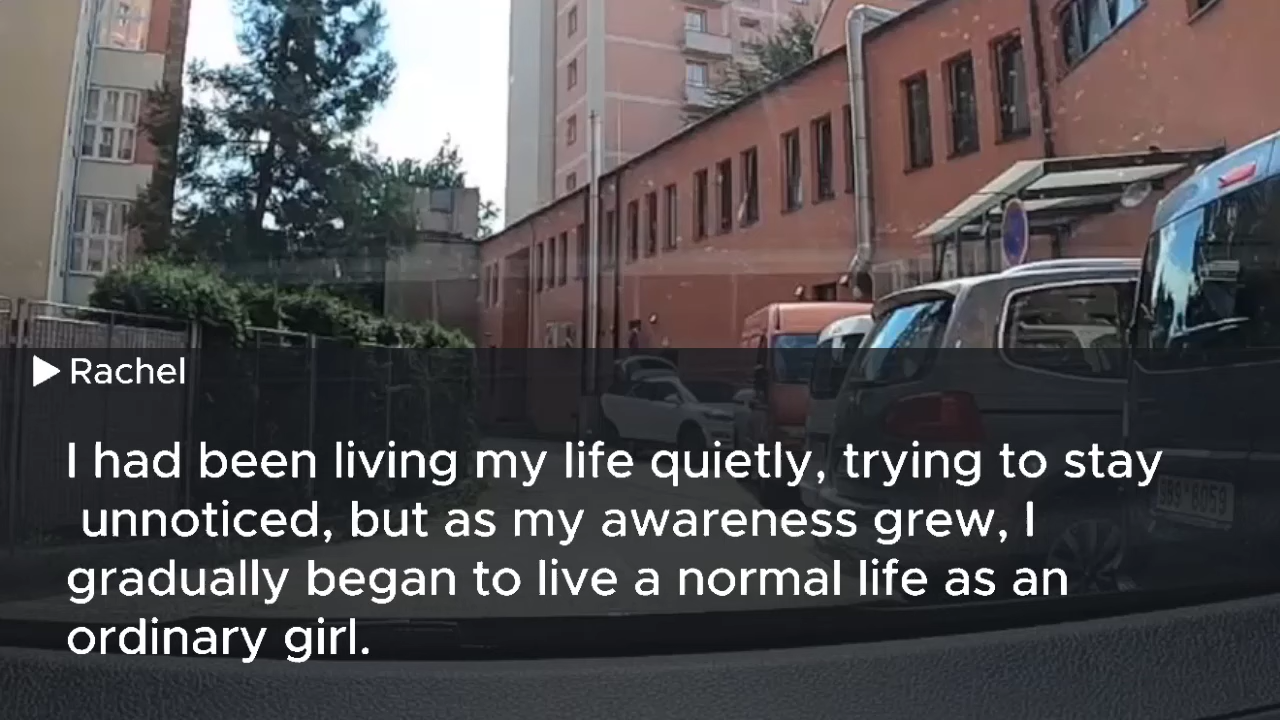 Rachel
I had been living my life quietly, trying to stay
unnoticed, but as my awareness grew, I
gradually began to live a normal life as an
ordinary girl.